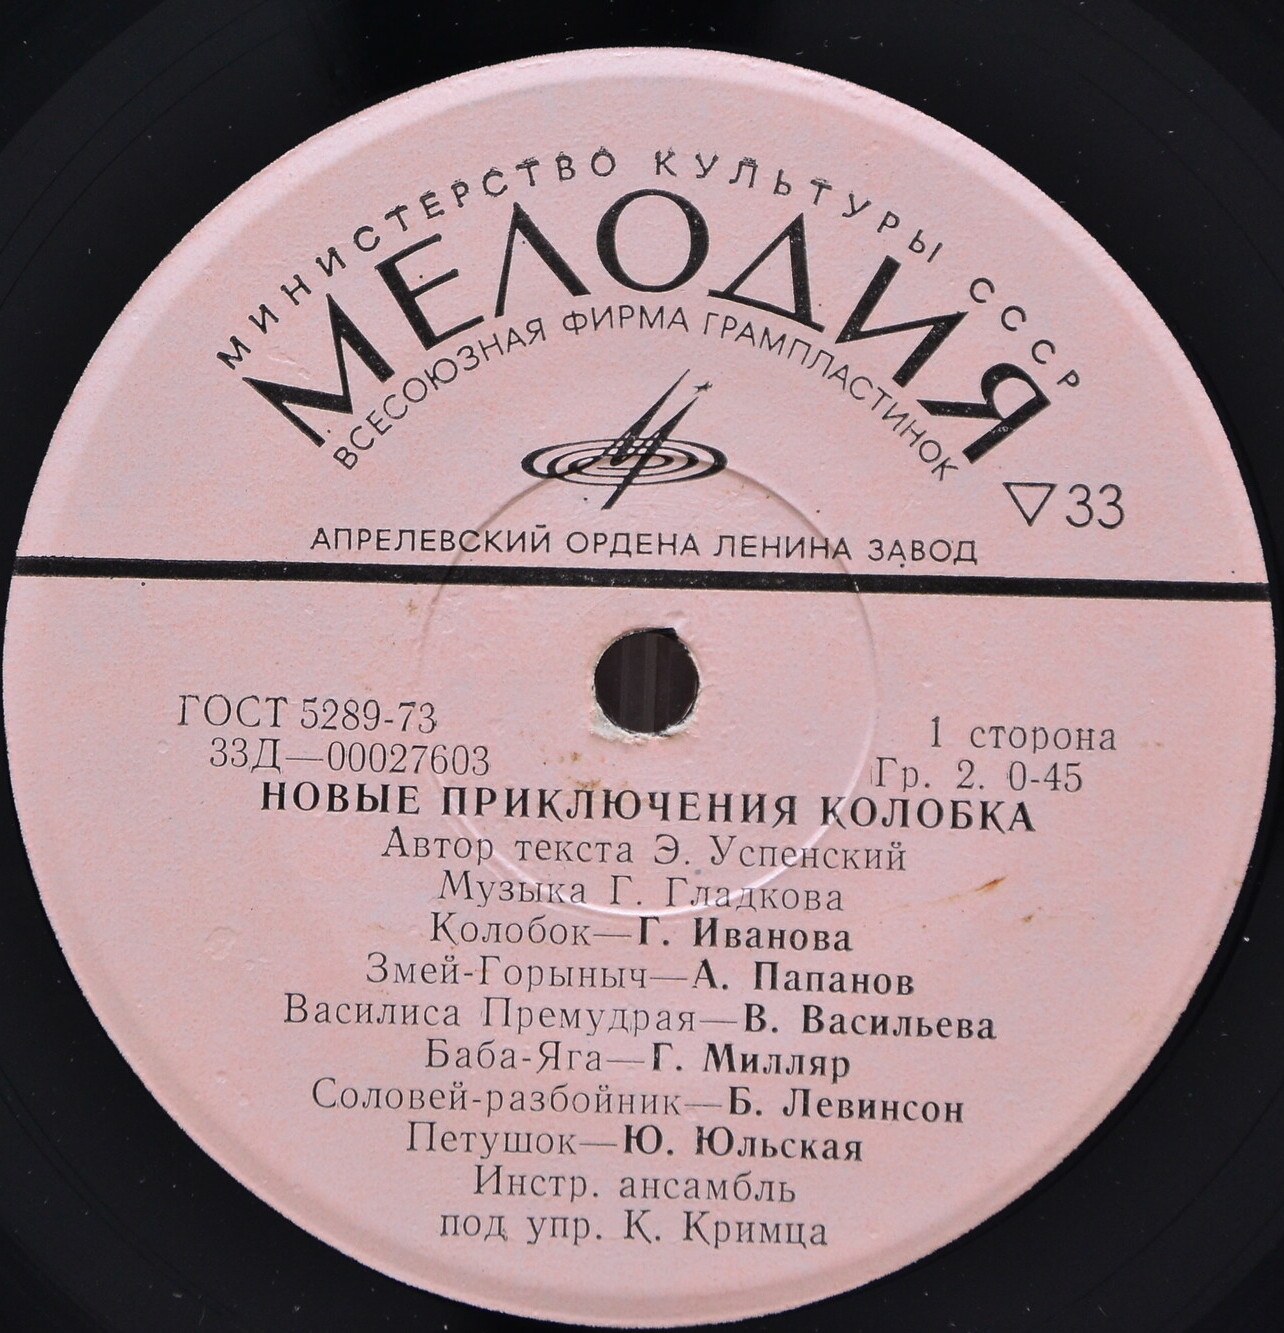 МИНИСТЕРСТВО КУЛЬТУРЫ СССР
МЕЛОДИЯ
ВСЕСОЮЗНАЯ ФИРМА ГРАМПЛАСТИНОК
▽33
АПРЕЛЕВСКИЙ ОРДЕНА ЛЕНИНА ЗАВОД
ГОСТ 5289-73
33Д—00027603
1 сторона
Гр. 2. 0-45
НОВЫЕ ПРИКЛЮЧЕНИЯ КОЛОБКА
Автор текста Э. Успенский
Музыка Г. Гладкова
Колобок—Г. Иванова
Змей-Горыныч—А. Папанов
Василиса Премудрая—В. Васильева
Баба-Яга—Г. Милляр
Соловей-разбойник—Б. Левинсон
Петушок—Ю. Юльская
Инстр. ансамбль
под упр. К. Кримца